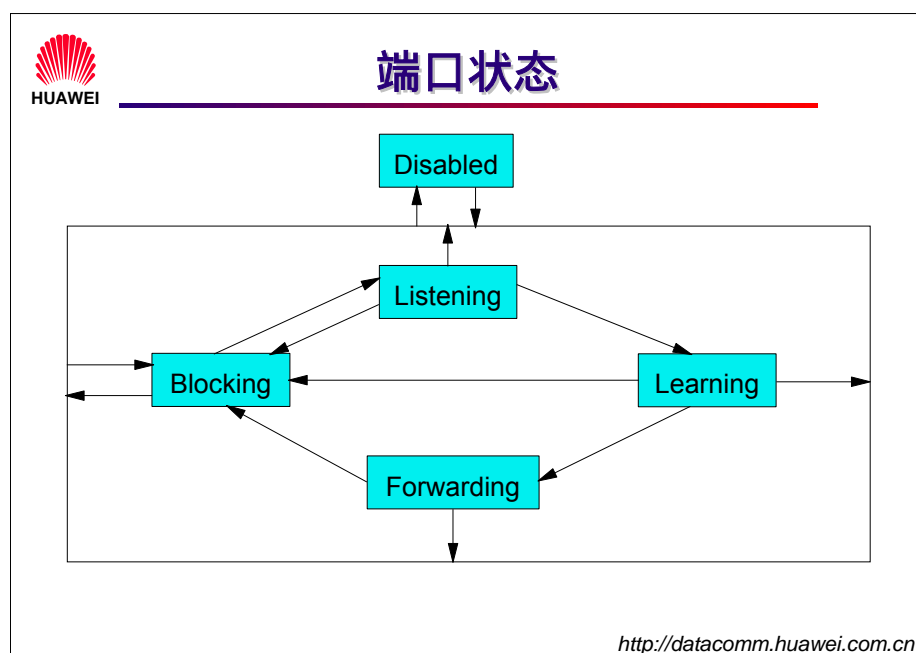 HUAWEI
端口状态
Disabled
Listening
Blocking
Learning
Forwarding
http://datacomm.huawei.com.cn